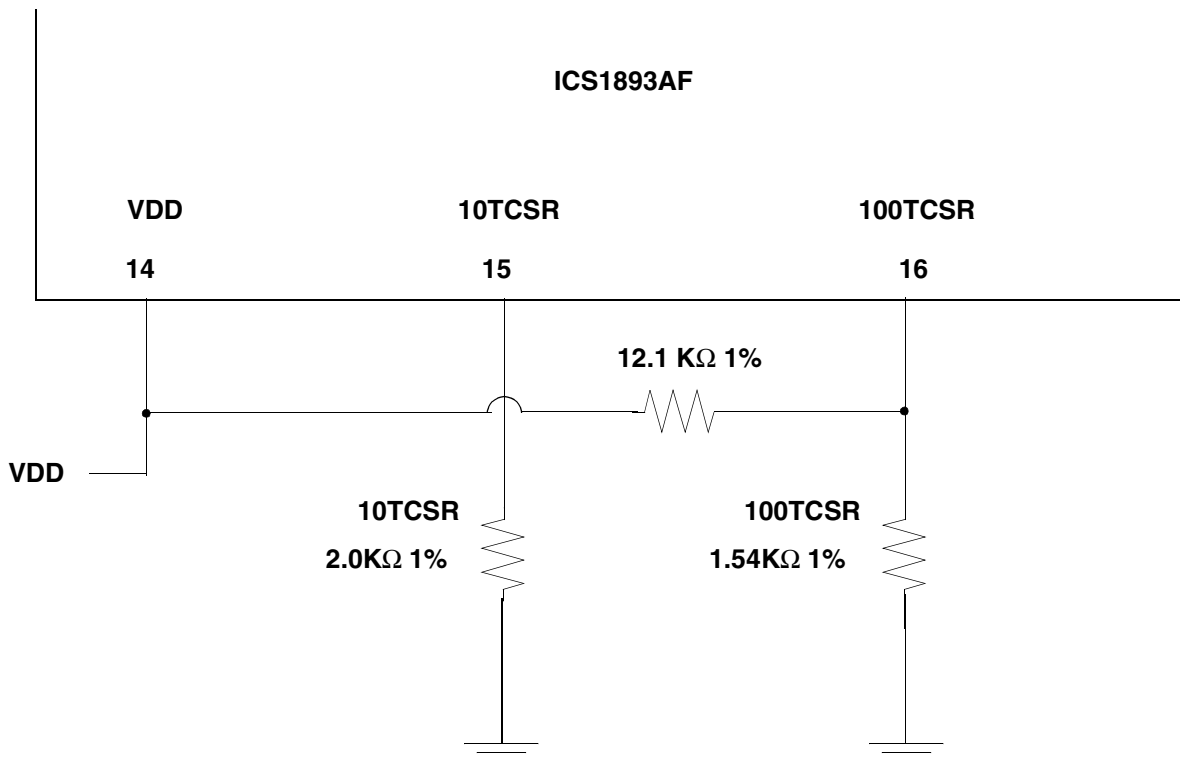 ICS1893AF
VDD 10TCSR 100TCSR
14 15 16
12.1 KΩ 1%
VDD
10TCSR 100TCSR
2.0KΩ 1% 1.54KΩ 1%